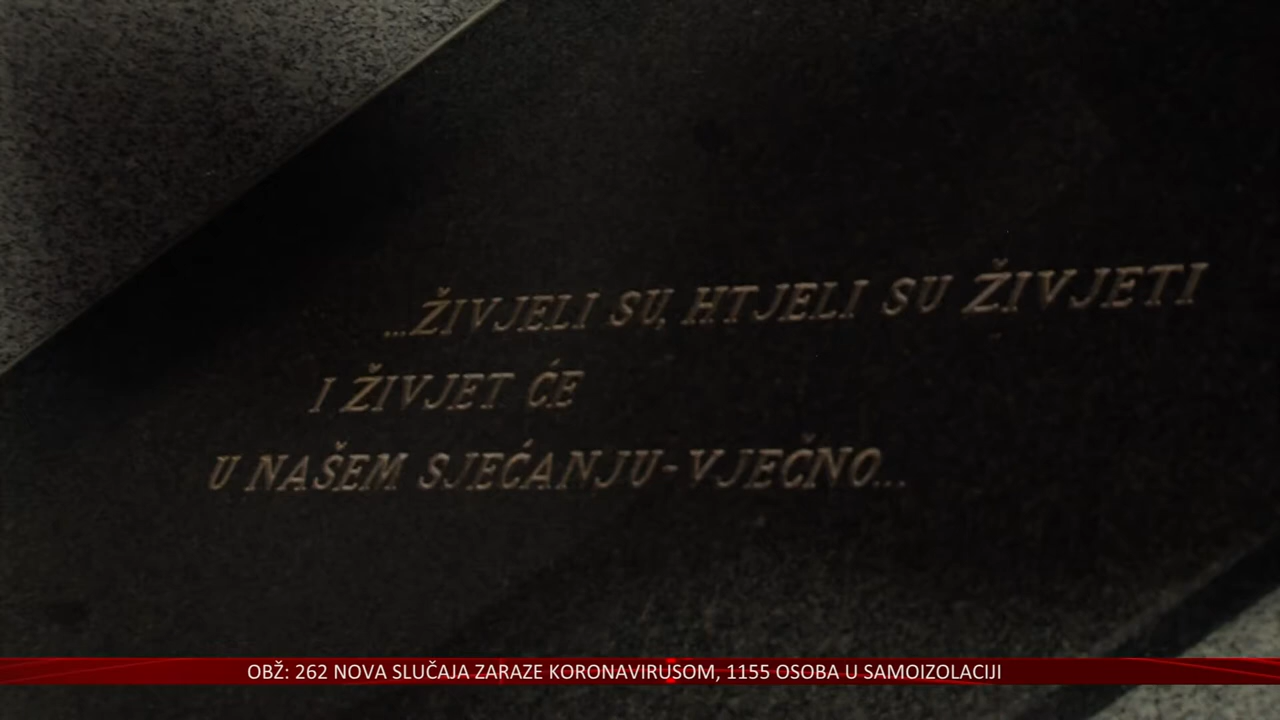 ...ŽIVJELI SU, HTJELI SU ŽIVJETI
I ŽIVJET ĆE
U NAŠEM SJEĆANJU-VJEČNO...
OBŽ: 262 NOVA SLUČAJA ZARAZE KORONAVIRUSOM, 1155 OSOBA U SAMOIZOLACIJI